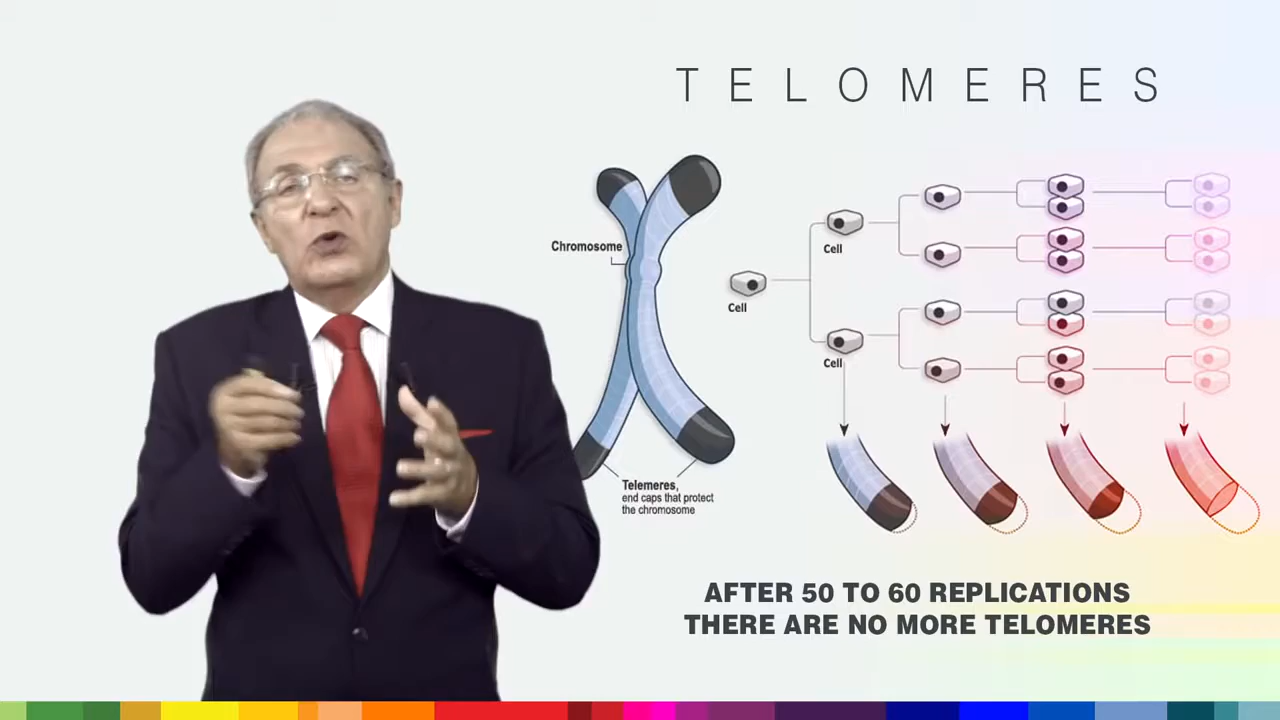 T E L O M E R E S
Chromosome
Cell
Cell
Cell
Telemeres,
end caps that protect
the chromosome
AFTER 50 TO 60 REPLICATIONS
THERE ARE NO MORE TELOMERES